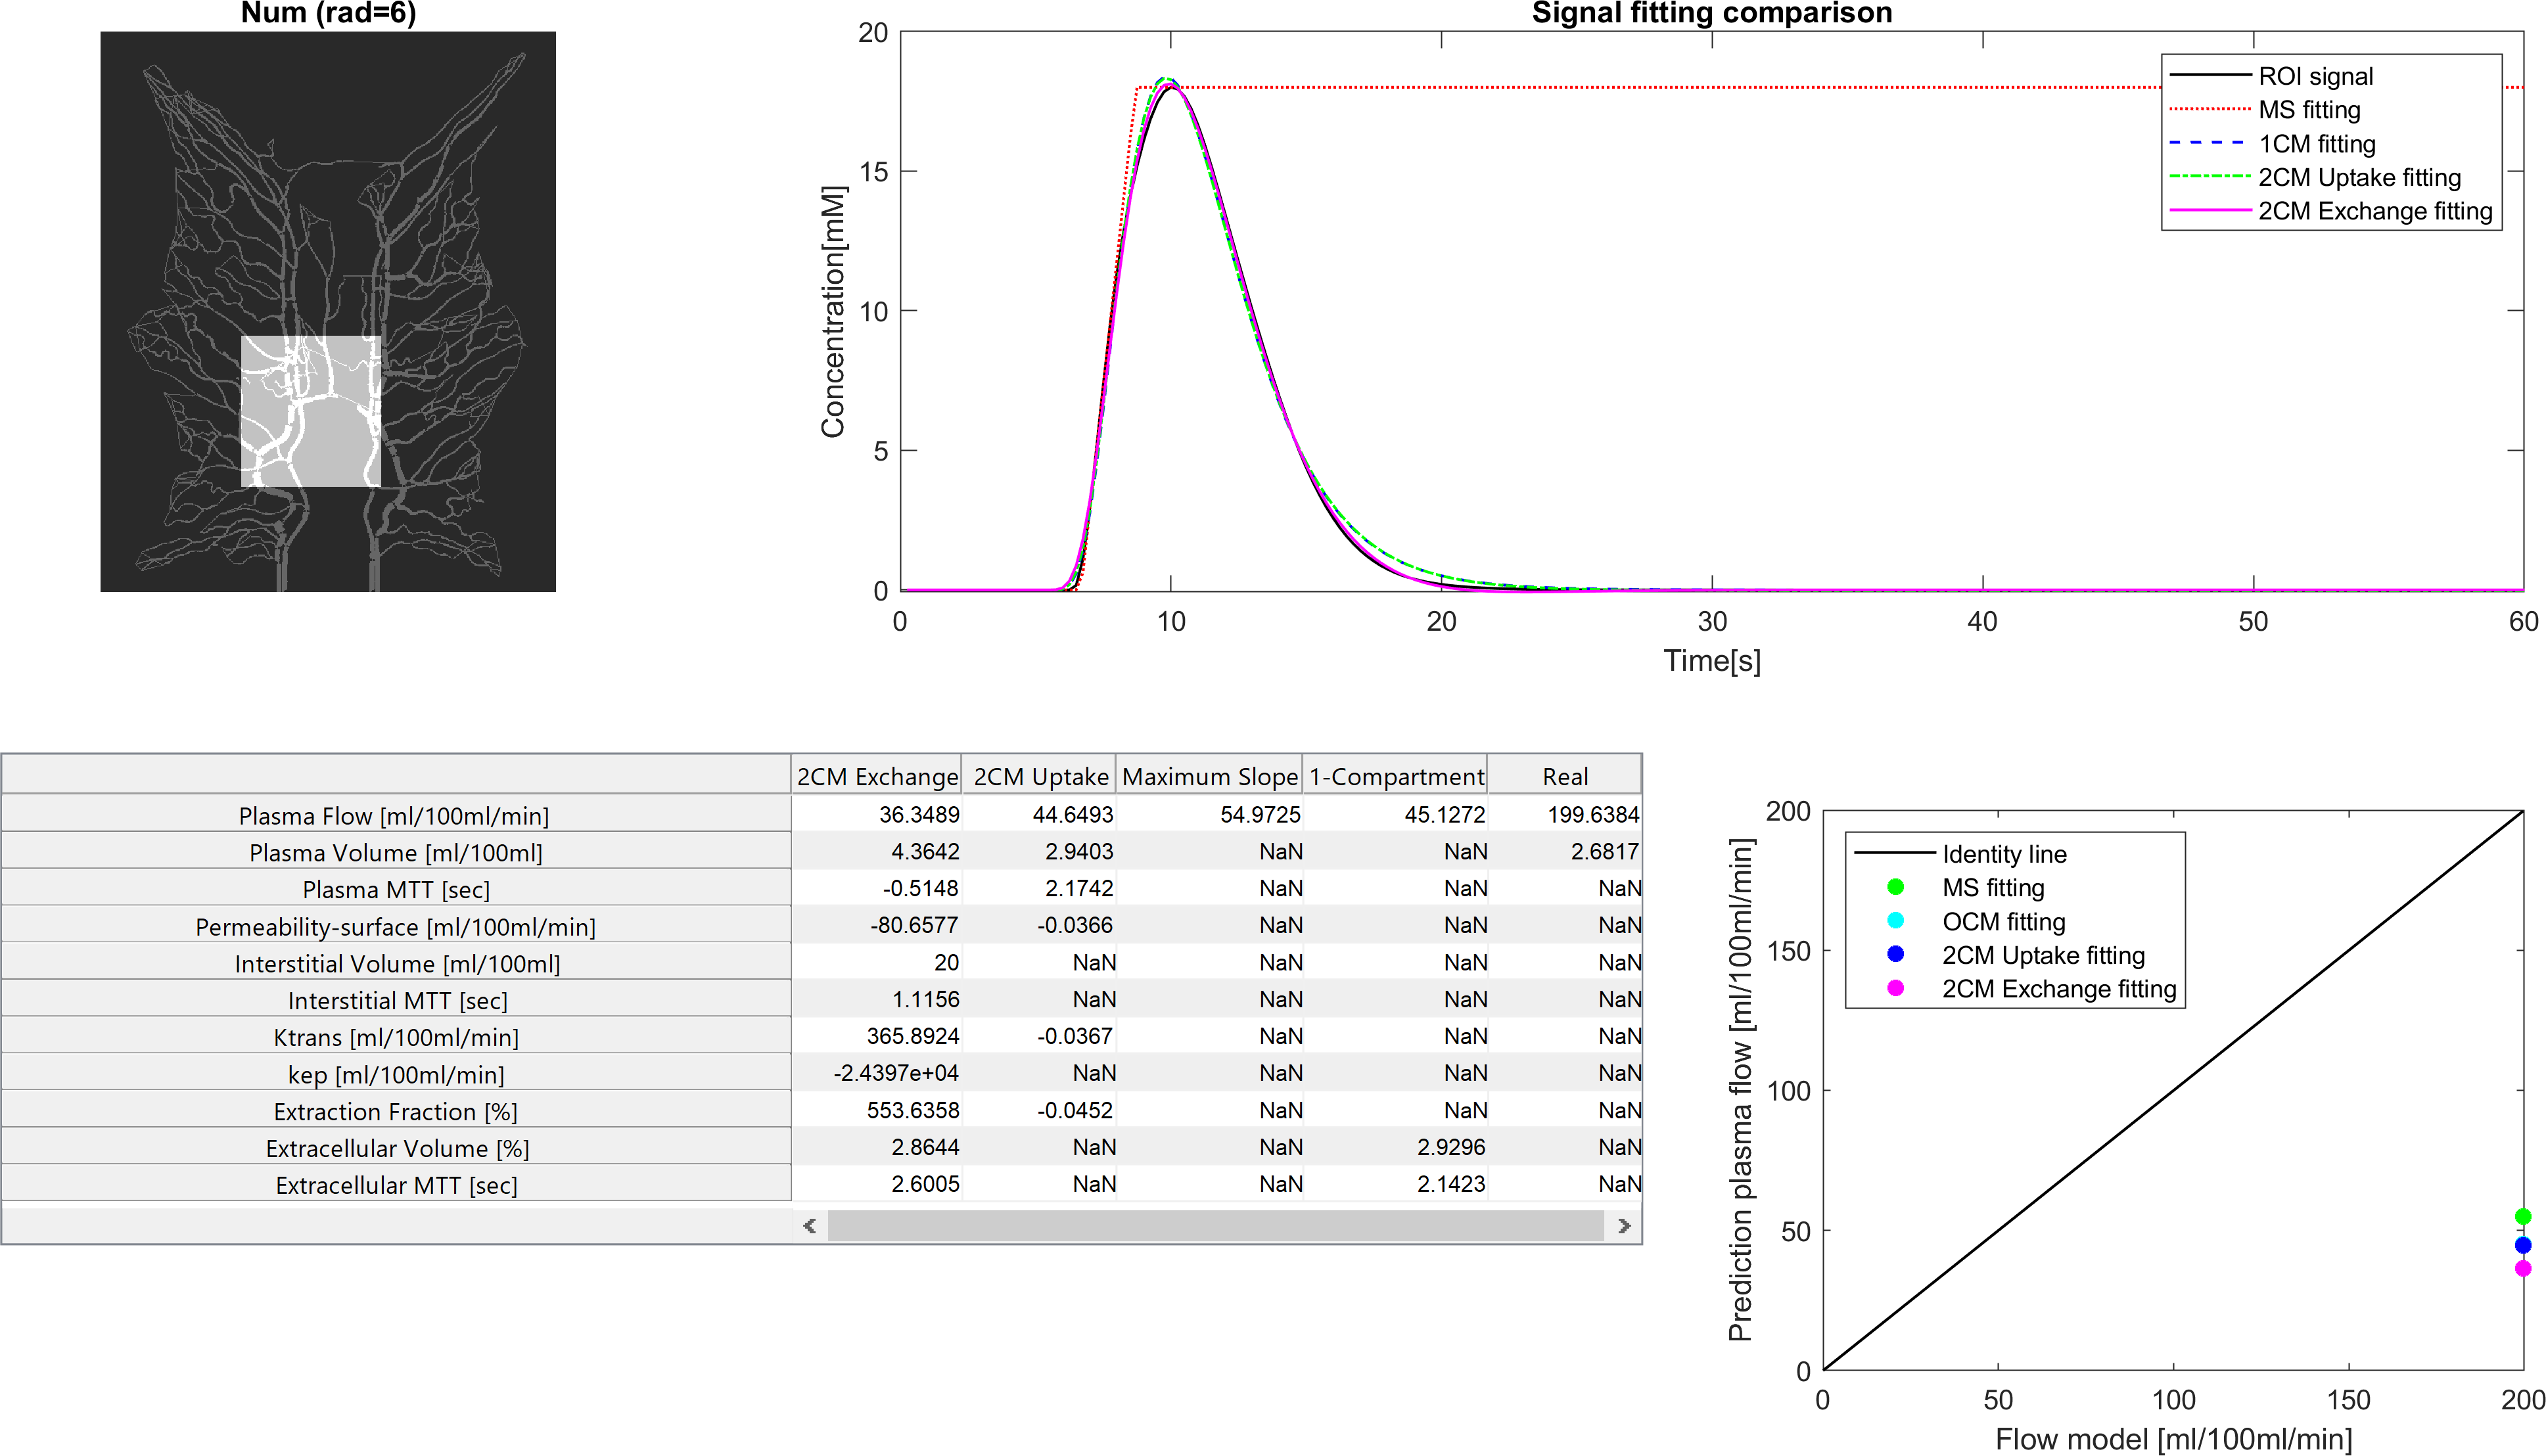 Num (rad=6)
Signal fitting comparison
20
15
10
5
0
Concentration[mM]
0 10 20 30 40 50 60
Time[s]
ROI signal
MS fitting
1CM fitting
2CM Uptake fitting
2CM Exchange fitting
2CM Exchange 2CM Uptake Maximum Slope 1-Compartment Real
Plasma Flow [ml/100ml/min] 36.3489 44.6493 54.9725 45.1272 199.6384
Plasma Volume [ml/100ml] 4.3642 2.9403 NaN NaN 2.6817
Plasma MTT [sec] -0.5148 2.1742 NaN NaN NaN
Permeability-surface [ml/100ml/min] -80.6577 -0.0366 NaN NaN NaN
Interstitial Volume [ml/100ml] 20 NaN NaN NaN NaN
Interstitial MTT [sec] 1.1156 NaN NaN NaN NaN
Ktrans [ml/100ml/min] 365.8924 -0.0367 NaN NaN NaN
kep [ml/100ml/min] -2.4397e+04 NaN NaN NaN NaN
Extraction Fraction [%] 553.6358 -0.0452 NaN NaN NaN
Extracellular Volume [%] 2.8644 NaN NaN 2.9296 NaN
Extracellular MTT [sec] 2.6005 NaN NaN 2.1423 NaN
200
150
100
50
0
Prediction plasma flow [ml/100ml/min]
Identity line
MS fitting
OCM fitting
2CM Uptake fitting
2CM Exchange fitting
0 50 100 150 200
Flow model [ml/100ml/min]